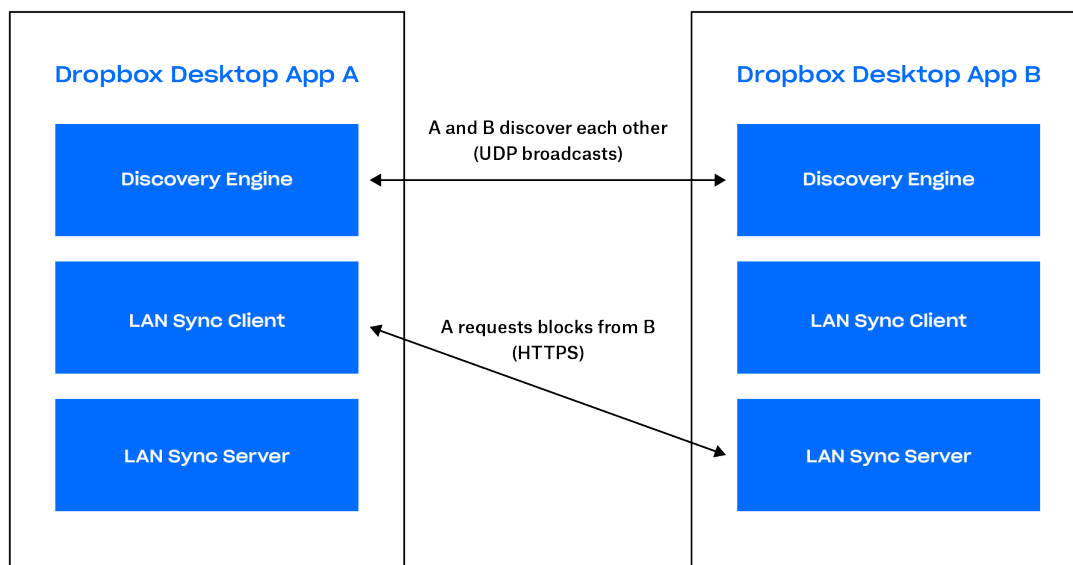 Dropbox Desktop App A
Discovery Engine
LAN Sync Client
LAN Sync Server
A and B discover each other
(UDP broadcasts)
A requests blocks from B
(HTTPS)
Dropbox Desktop App B
Discovery Engine
LAN Sync Client
LAN Sync Server